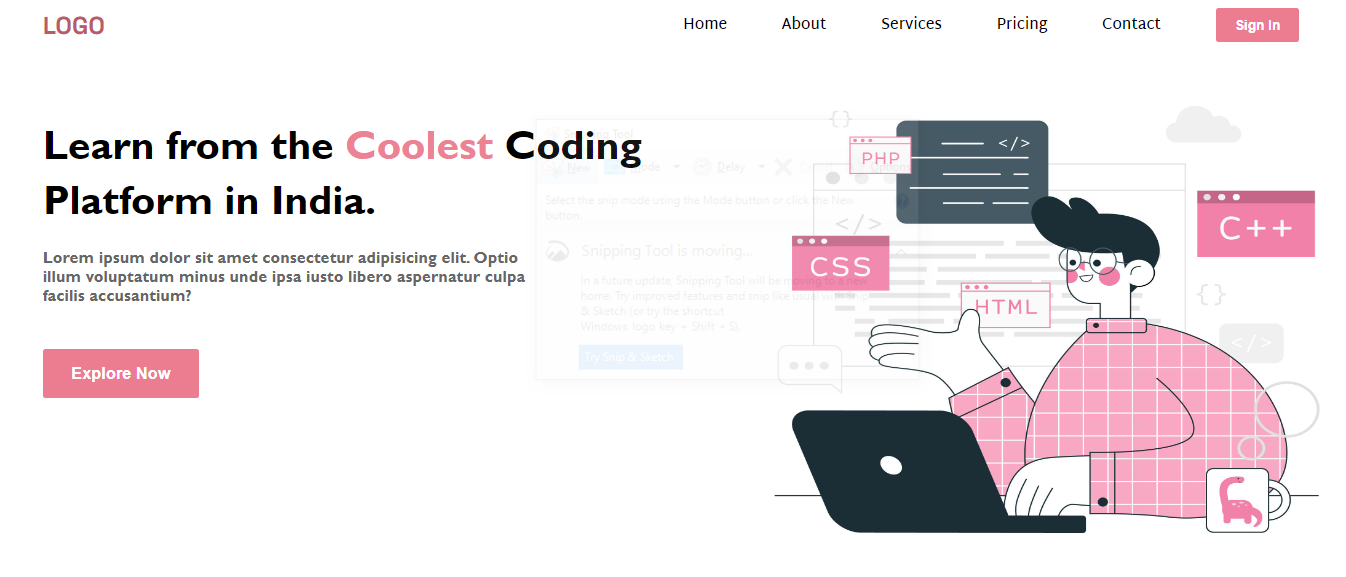 LOGO
Home About Services Pricing Contact Sign In
Learn from the Coolest Coding
Platform in India.
Lorem ipsum dolor sit amet consectetur adipisicing elit. Optio
illum voluptatum minus unde ipsa iusto libero aspernatur culpa
facilis accusantium?
Explore Now
Snipping Tool
New Mode Delay Options
Select the snip mode using the Mode button or click the New
button.
Snipping Tool is moving...
In a future update, Snipping Tool will be moving to a new
home. Try improved features and snip like usual with Snip
& Sketch (or try the shortcut
Windows logo key + Shift + S).
Try Snip & Sketch
{}
</>
PHP
</>
CSS
HTML
C++
{}
</>